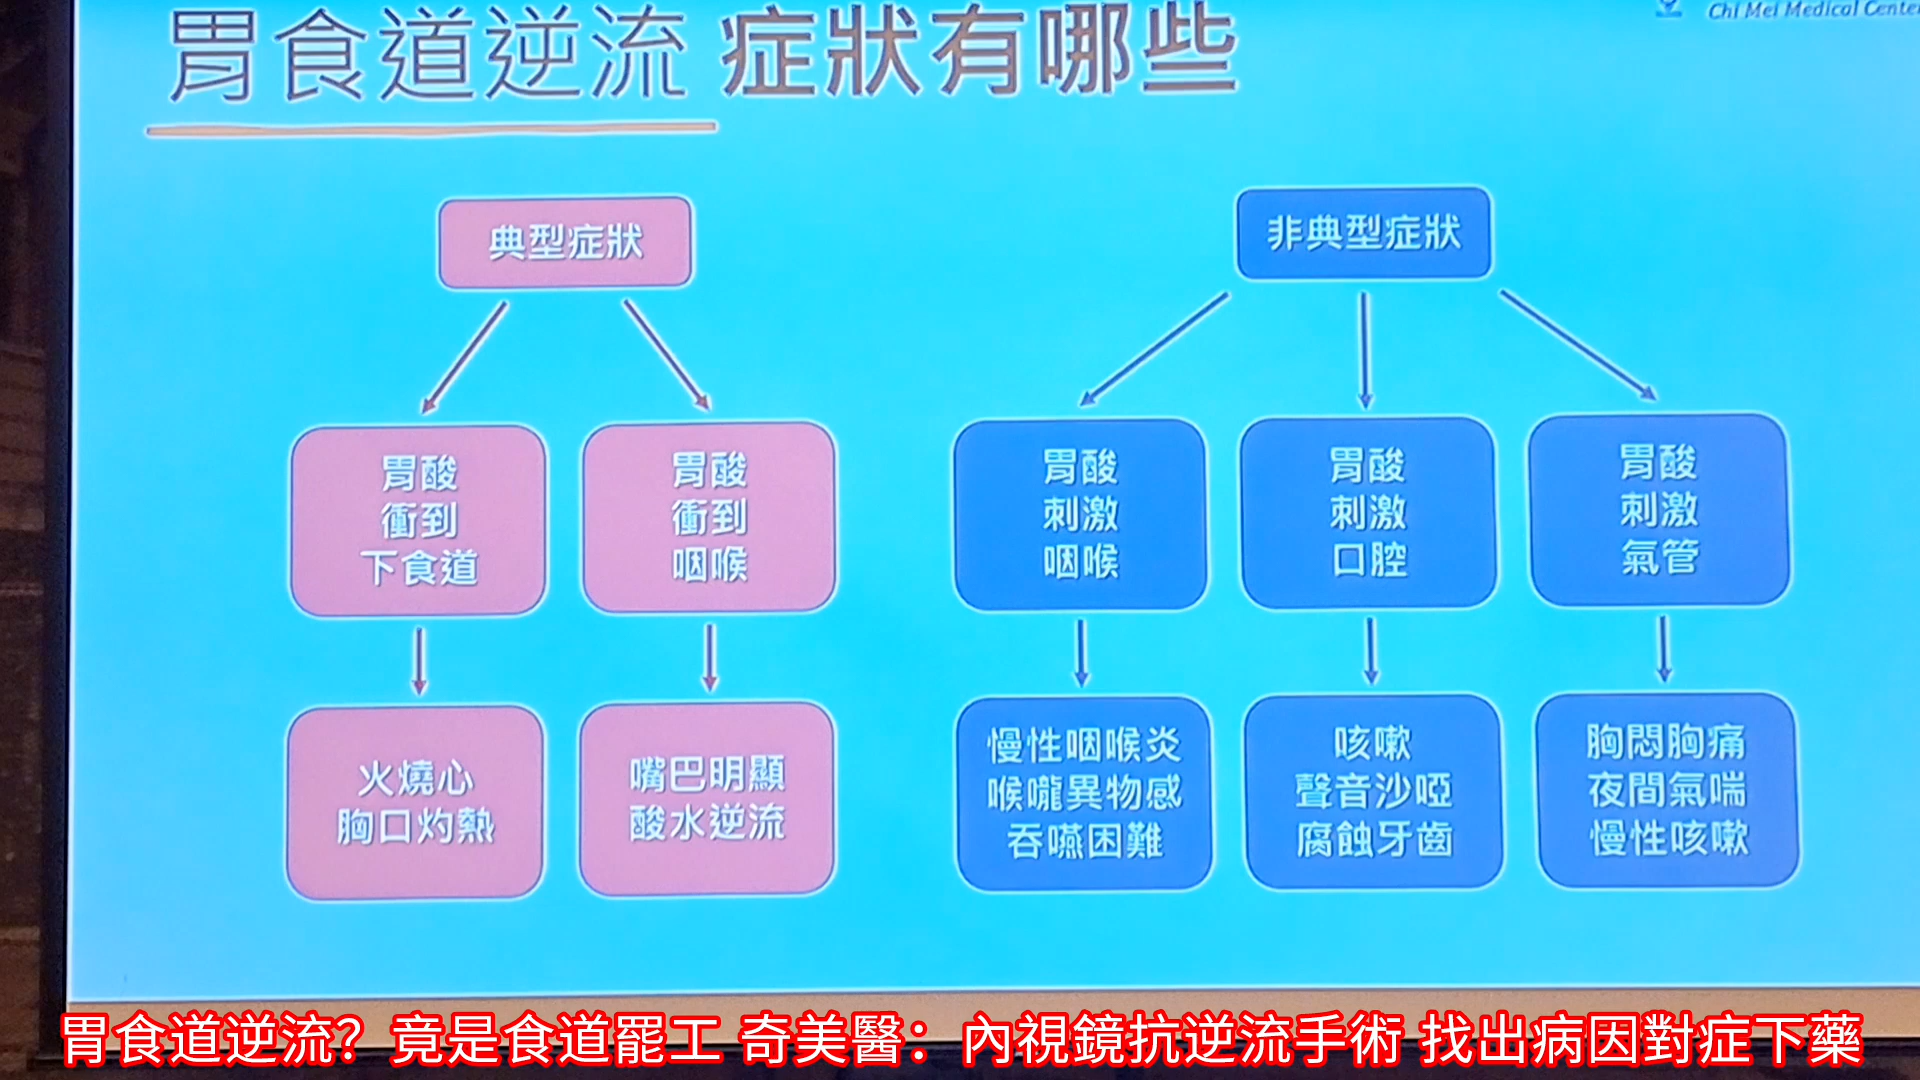 Chi Mei Medical Center
胃食道逆流 症狀有哪些
典型症狀
非典型症狀
胃酸
衝到
下食道
胃酸
衝到
咽喉
胃酸
刺激
咽喉
胃酸
刺激
口腔
胃酸
刺激
氣管
火燒心
胸口灼熱
嘴巴明顯
酸水逆流
慢性咽喉炎
喉嚨異物感
吞嚥困難
咳嗽
聲音沙啞
腐蝕牙齒
胸悶胸痛
夜間氣喘
慢性咳嗽
胃食道逆流？竟是食道罷工 奇美醫：內視鏡抗逆流手術 找出病因對症下藥